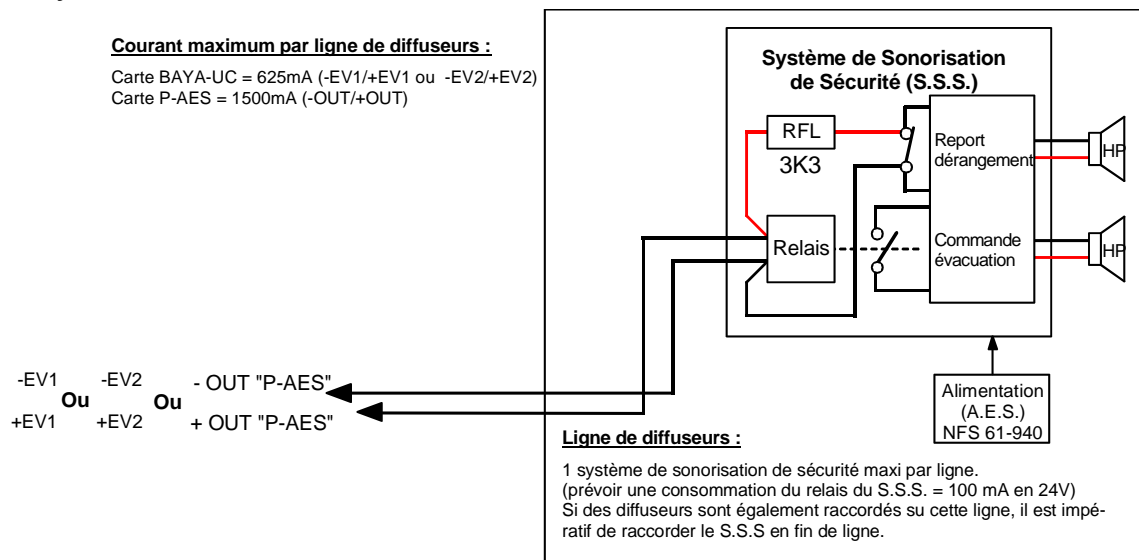 Courant maximum par ligne de diffuseurs :
Carte BAYA-UC = 625mA (-EV1/+EV1 ou -EV2/+EV2)
Carte P-AES = 1500mA (-OUT/+OUT)
Système de Sonorisation
de Sécurité (S.S.S.)
RFL
3K3
Report
dérangement
HP
Relais
Commande
évacuation
HP
-EV1
Ou
+EV1
-EV2
Ou
+EV2
- OUT "P-AES"
+ OUT "P-AES"
Alimentation
(A.E.S.)
NFS 61-940
Ligne de diffuseurs :
1 système de sonorisation de sécurité maxi par ligne.
(prévoir une consommation du relais du S.S.S. = 100 mA en 24V)
Si des diffuseurs sont également raccordés su cette ligne, il est impé-
ratif de raccorder le S.S.S en fin de ligne.